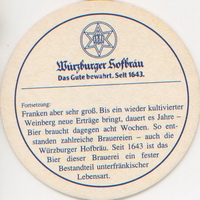 Würzburger Hofbräu
Das Gute bewahrt. Seit 1643.
Fortsetzung:
Franken aber sehr groß. Bis ein wieder kultivierter
Weinberg neue Erträge bringt, dauert es Jahre –
Bier braucht dagegen acht Wochen. So ent-
standen zahlreiche Brauereien – auch die
Würzburger Hofbräu. Seit 1643 ist das
Bier dieser Brauerei ein fester
Bestandteil unterfränkischer
Lebensart.